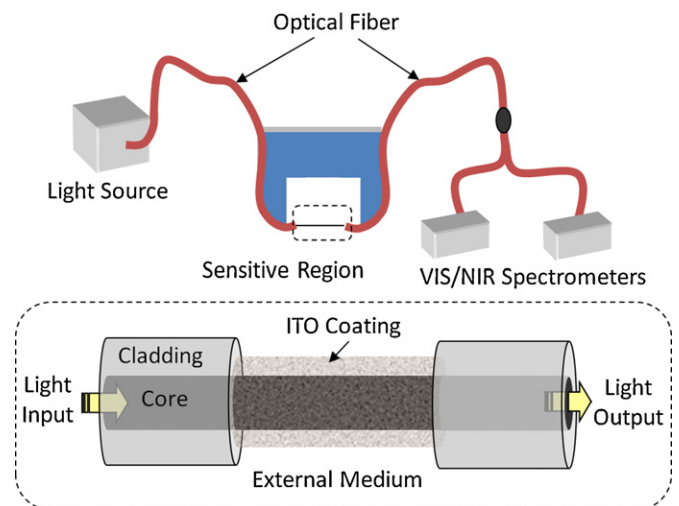 Optical Fiber
Light Source
Sensitive Region
VIS/NIR Spectrometers
ITO Coating
Cladding
Light
Input
Core
Light
Output
External Medium